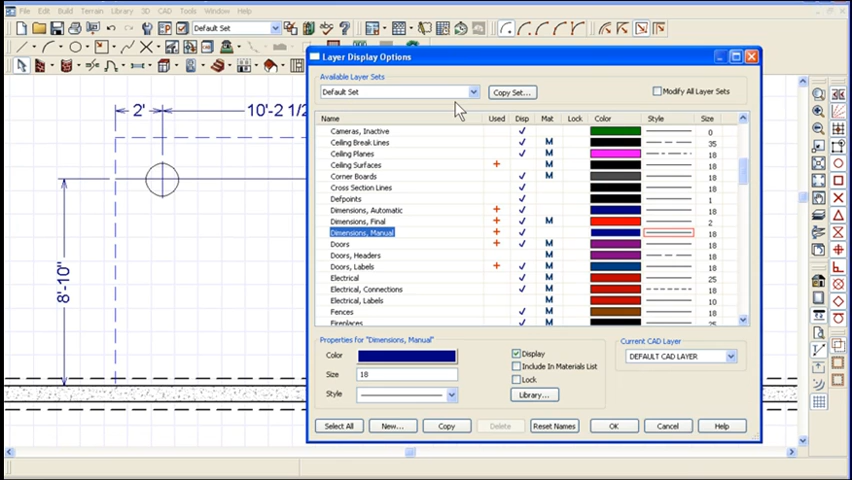 File Edit Build Terrain Library 3D CAD Tools Window Help
Default Set
Layer Display Options
Available Layer Sets
Default Set
Copy Set...
Modify All Layer Sets
Name Used Disp Mat Lock Color Style Size
Cameras, Inactive 0
Ceiling Break Lines M 35
Ceiling Planes M 18
Ceiling Surfaces M 18
Corner Boards M 18
Cross Section Lines 18
Defpoints 1
Dimensions, Automatic 18
Dimensions, Final M 2
Dimensions, Manual 18
Doors M 18
Doors, Headers M 18
Doors, Labels M 18
Electrical M 25
Electrical, Connections M 18
Electrical, Labels M 10
Fences M 18
Fireplaces M 25
2'
10'-2 1/2
8'-10"
Properties for "Dimensions, Manual"
Color
Size 18
Style
Display
Include In Materials List
Lock
Library...
Current CAD Layer
DEFAULT CAD LAYER
Select All New... Copy Delete Reset Names OK Cancel Help